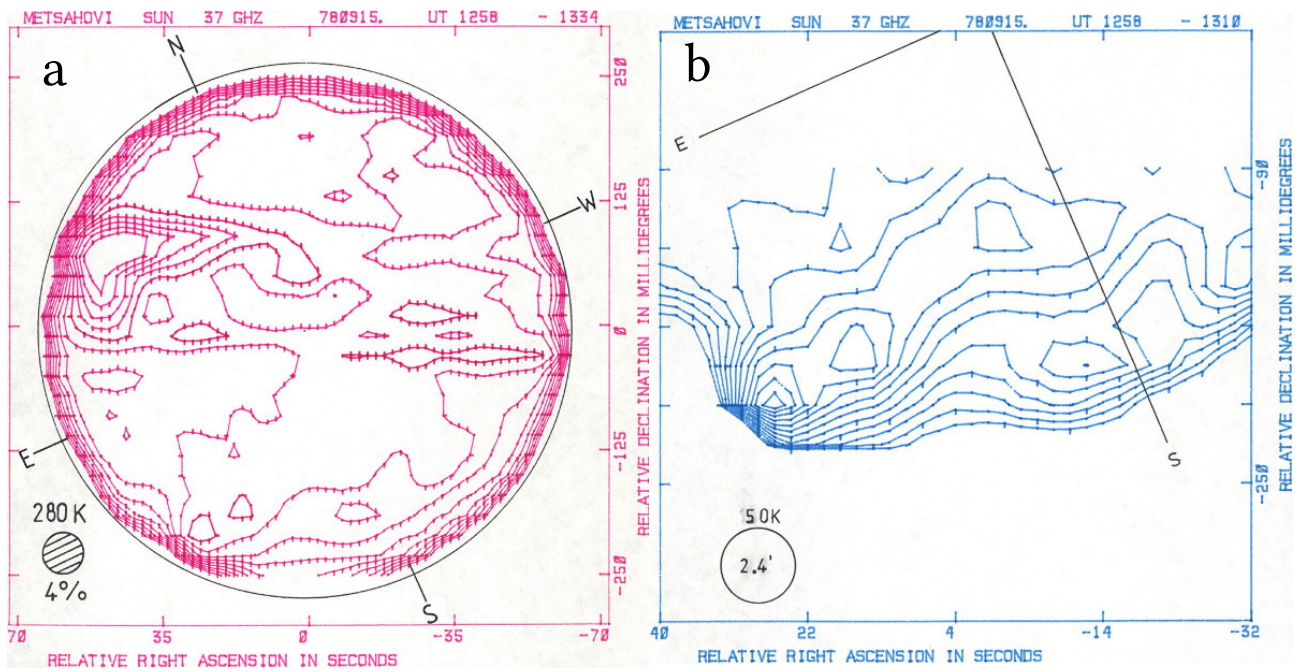 METSAHOVI SUN 37 GHZ 780915. UT 1258 - 1334
a
N
W
E
S
280K
4%
250
125
0
-125
-250
RELATIVE DECLINATION IN MILLIDEGREES
70 35 0 -35 -70
RELATIVE RIGHT ASCENSION IN SECONDS
METSAHOVI SUN 37 GHZ 780915. UT 1258 - 1310
b
E
S
50K
2.4'
-90
-250
RELATIVE DECLINATION IN MILLIDEGREES
40 22 4 -14 -32
RELATIVE RIGHT ASCENSION IN SECONDS